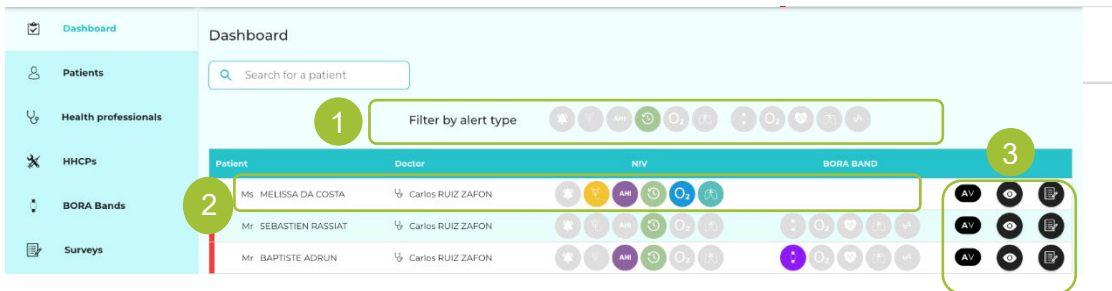 Dashboard
Patients
Health professionals
HHCPs
BORA Bands
Surveys
Dashboard
Search for a patient
1
Filter by alert type AHI O₂ O₂
Patient Doctor NIV BORA BAND
3
2
Ms MELISSA DA COSTA Carlos RUIZ ZAFON AHI O₂ AV
Mr SEBASTIEN RASSIAT Carlos RUIZ ZAFON AHI O₂ O₂ AV
Mr BAPTISTE ADRUN Carlos RUIZ ZAFON AHI O₂ O₂ AV